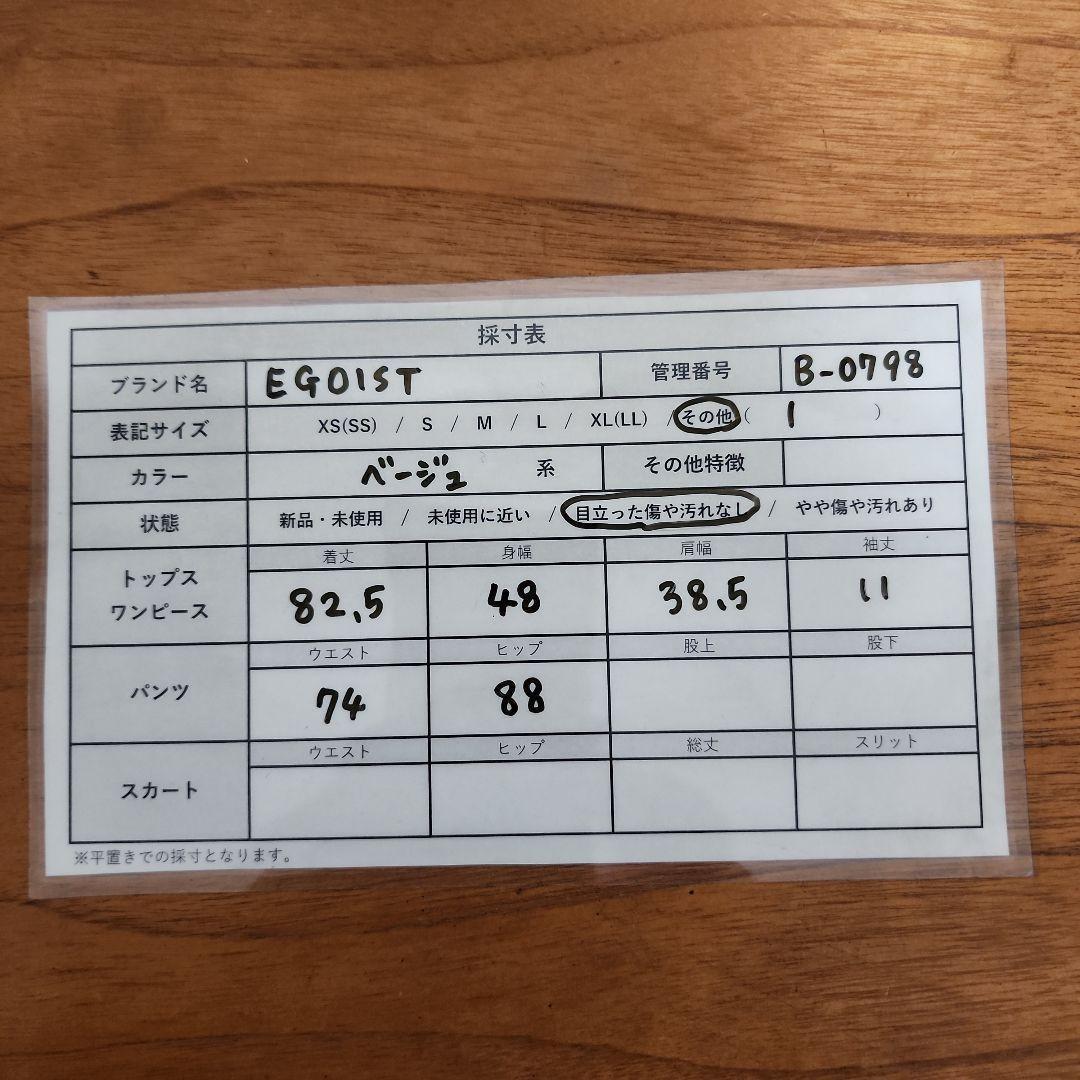 採寸表
ブランド名 EGOIST 管理番号 B-0798
表記サイズ XS(SS) / S / M / L / XL(LL) / その他 ( 1 )
カラー ベージュ 系 その他特徴
状態 新品・未使用 / 未使用に近い / 目立った傷や汚れなし / やや傷や汚れあり
着丈 身幅 肩幅 袖丈
トップス
ワンピース
82.5 48 38.5 11
ウエスト ヒップ 股上 股下
パンツ
74 88
ウエスト ヒップ 総丈 スリット
スカート
※平置きでの採寸となります。